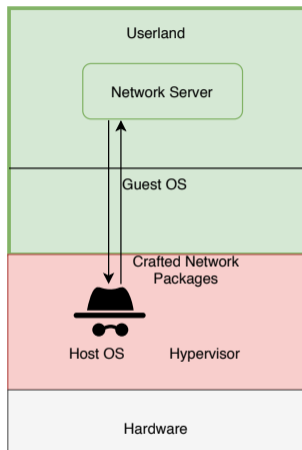 Userland
Network Server
Guest OS
Crafted Network
Packages
Host OS
Hypervisor
Hardware